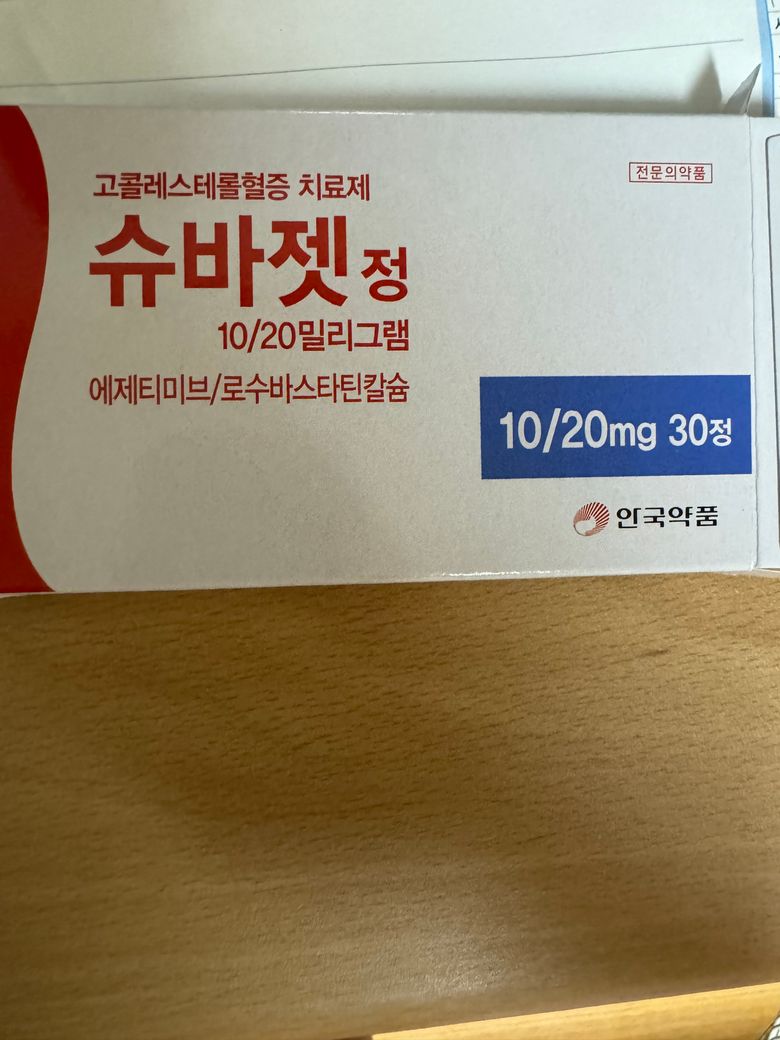 고콜레스테롤혈증 치료제
전문의약품
슈바젯 정
10/20밀리그램
에제티미브/로수바스타틴칼슘
10/20mg 30정
안국약품